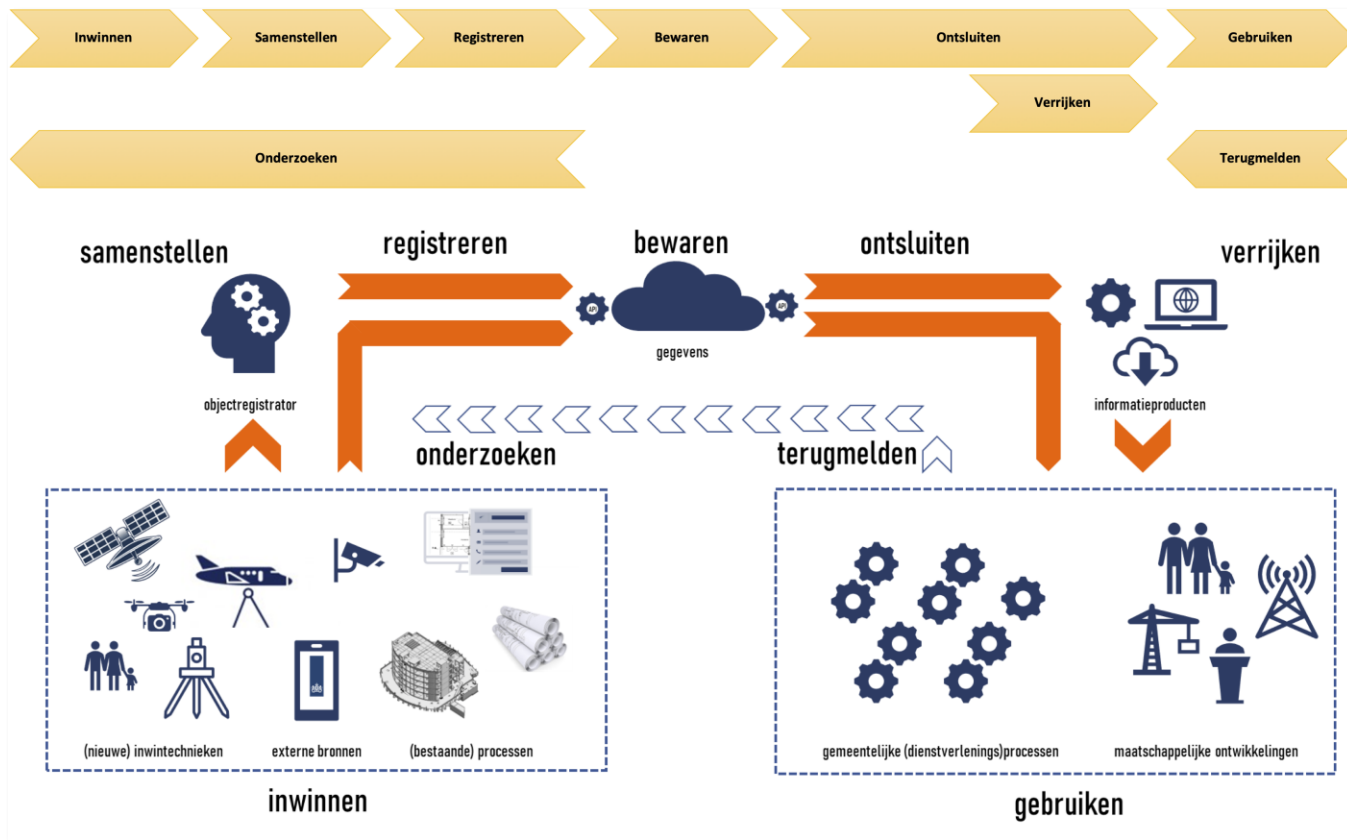 Inwinnen
Samenstellen
Registreren
Bewaren
Ontsluiten
Gebruiken
Verrijken
Onderzoeken
Terugmelden
samenstellen
registreren
bewaren
ontsluiten
verrijken
API
API
gegevens
objectregistrator
informatieproducten
onderzoeken
terugmelden
(nieuwe) inwintechnieken
externe bronnen
(bestaande) processen
gemeentelijke (dienstverlenings)processen
maatschappelijke ontwikkelingen
inwinnen
gebruiken